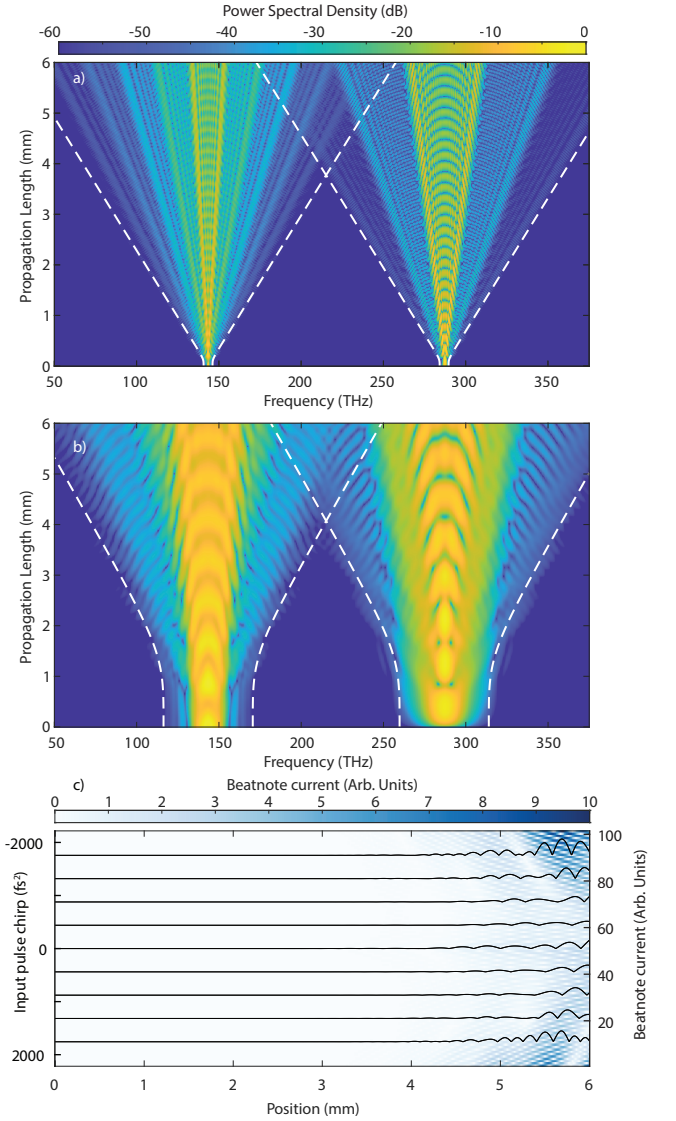 Power Spectral Density (dB)
-60 -50 -40 -30 -20 -10 0
a)
6
5
4
3
2
1
0
Propagation Length (mm)
50 100 150 200 250 300 350
Frequency (THz)
b)
6
5
4
3
2
1
0
Propagation Length (mm)
50 100 150 200 250 300 350
Frequency (THz)
c)
Beatnote current (Arb. Units)
0 1 2 3 4 5 6 7 8 9 10
Input pulse chirp (fs²)
-2000
0
2000
100
80
60
40
20
Beatnote current (Arb. Units)
0 1 2 3 4 5 6
Position (mm)